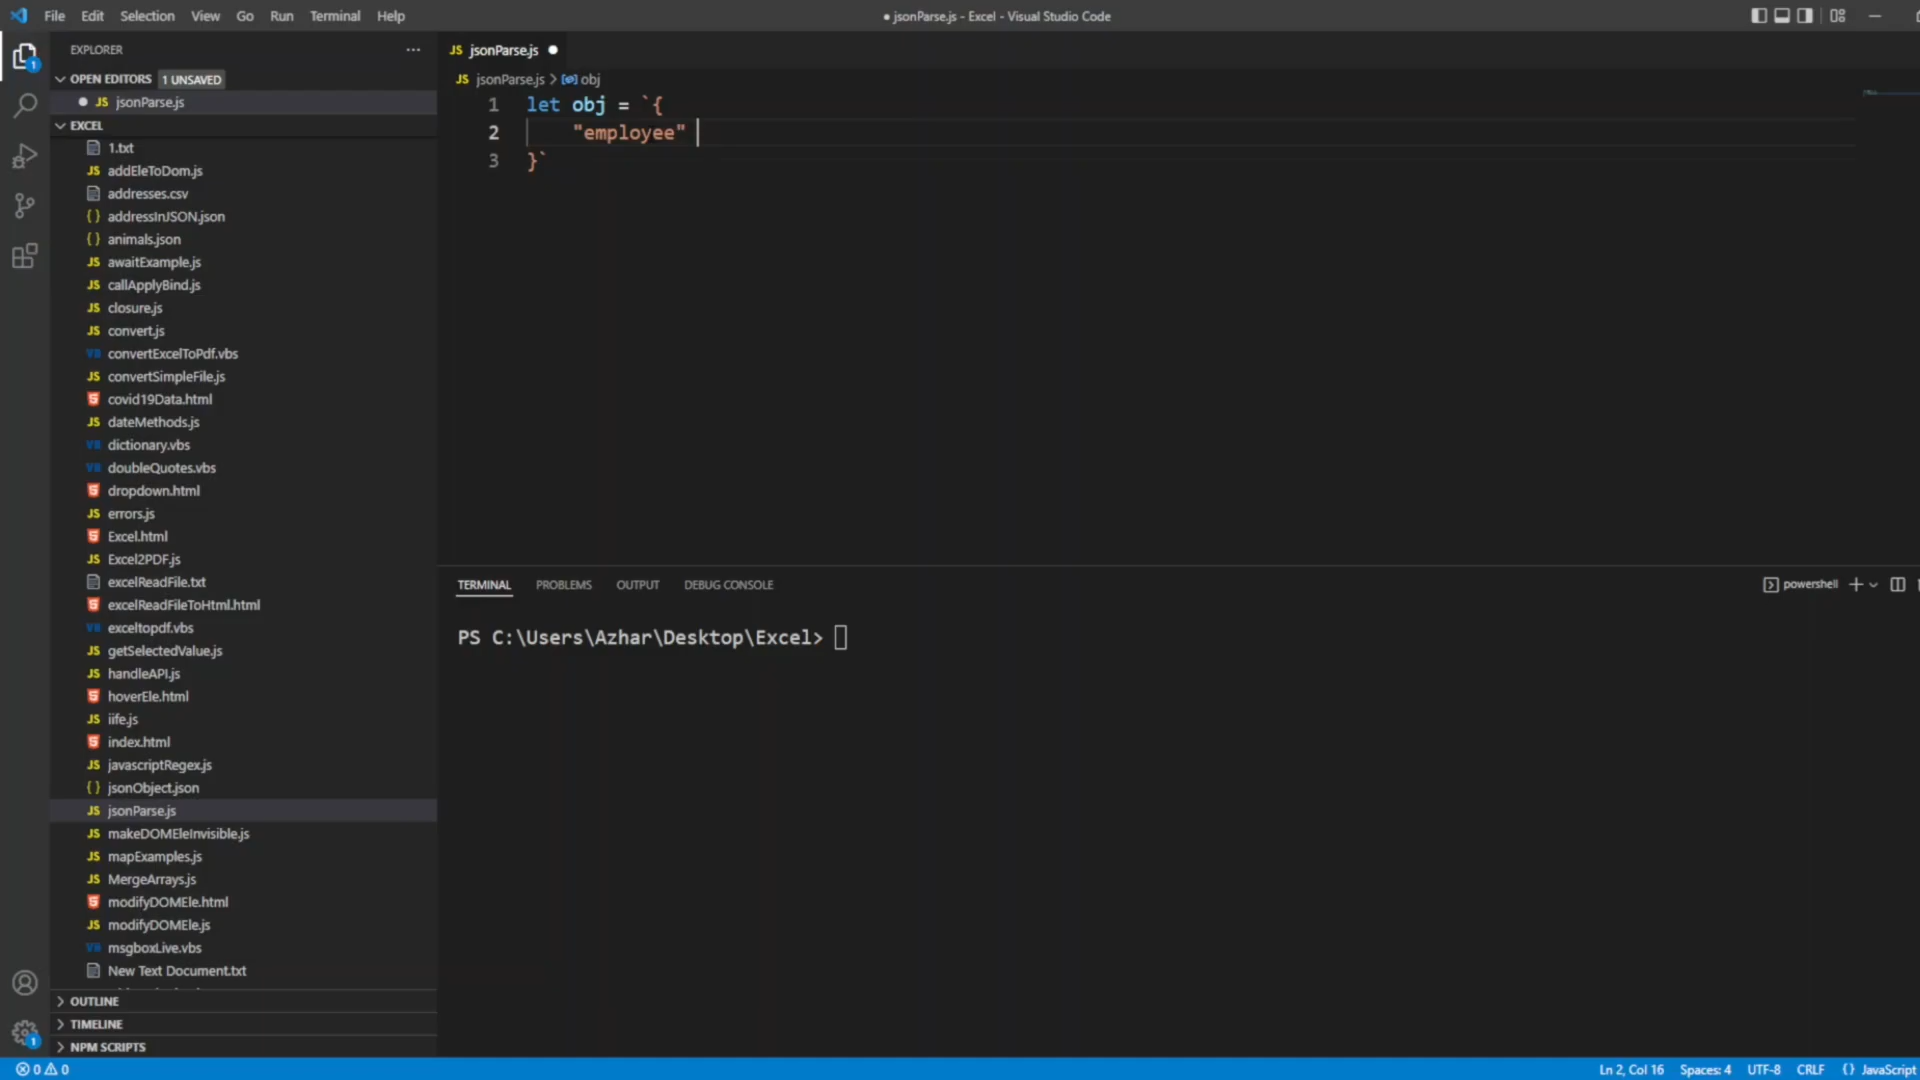 File Edit Selection View Go Run Terminal Help
● jsonParse.js - Excel - Visual Studio Code
EXPLORER ...
OPEN EDITORS 1 UNSAVED
JS jsonParse.js
EXCEL
1.txt
JS addEleToDom.js
addresses.csv
{} addressInJSON.json
{} animals.json
JS awaitExample.js
JS callApplyBind.js
JS closure.js
JS convert.js
convertExcelToPdf.vbs
JS convertSimpleFile.js
covid19Data.html
JS dateMethods.js
dictionary.vbs
doubleQuotes.vbs
dropdown.html
JS errors.js
Excel.html
JS Excel2PDF.js
excelReadFile.txt
excelReadFileToHtml.html
exceltopdf.vbs
JS getSelectedValue.js
JS handleAPI.js
hoverEle.html
JS iife.js
index.html
JS javascriptRegex.js
{} jsonObject.json
JS jsonParse.js
JS makeDOMEleInvisible.js
JS mapExamples.js
JS MergeArrays.js
modifyDOMEle.html
JS modifyDOMEle.js
msgboxLive.vbs
New Text Document.txt
OUTLINE
TIMELINE
NPM SCRIPTS
JS jsonParse.js ●
JS jsonParse.js > obj
1 let obj = `{
2 "employee"
3 }`
TERMINAL PROBLEMS OUTPUT DEBUG CONSOLE
powershell
PS C:\Users\Azhar\Desktop\Excel>
1
1
0 0
Ln 2, Col 16 Spaces: 4 UTF-8 CRLF {} JavaScript